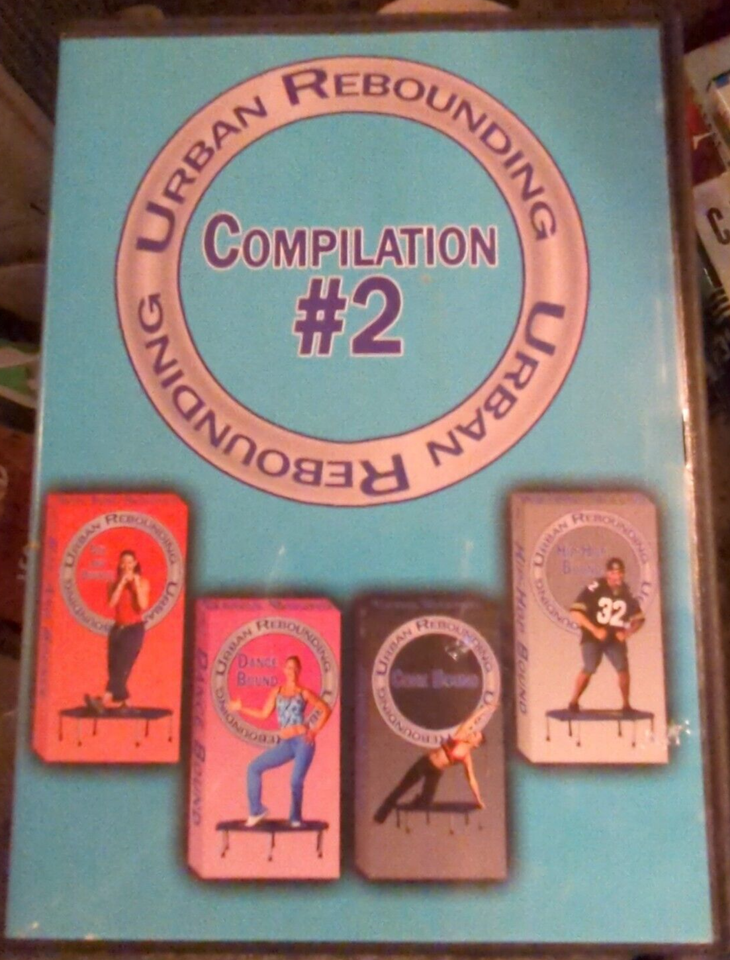 URBAN REBOUNDING
URBAN REBOUNDING
COMPILATION
#2
URBAN REBOUNDING
URBAN REBOUNDING
DANCE
BOUND
DANCE BOUND
URBAN REBOUNDING
CORE BOUND
URBAN REBOUNDING
HIP-HOP
BOUND
HIP-HOP BOUND
32